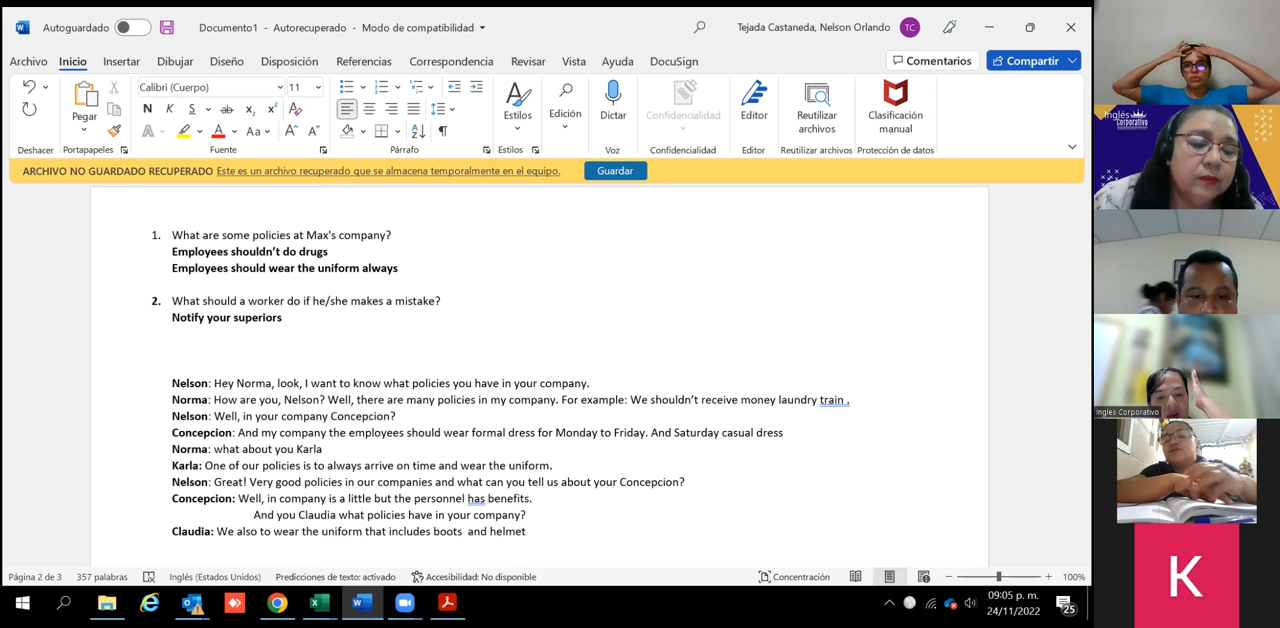 Autoguardado Documento1 - Autorecuperado - Modo de compatibilidad Tejada Castaneda, Nelson Orlando TC
Archivo Inicio Insertar Dibujar Diseño Disposición Referencias Correspondencia Revisar Vista Ayuda DocuSign Comentarios Compartir
Calibri (Cuerpo) 11
Pegar N K S ab x₂ x² A A Aa A A Estilos Edición Dictar Confidencialidad Editor Reutilizar archivos Clasificación manual
Deshacer Portapapeles Fuente Párrafo Estilos Voz Confidencialidad Editor Reutilizar archivos Protección de datos
ARCHIVO NO GUARDADO RECUPERADO Este es un archivo recuperado que se almacena temporalmente en el equipo. Guardar
1. What are some policies at Max's company?
Employees shouldn't do drugs
Employees should wear the uniform always
2. What should a worker do if he/she makes a mistake?
Notify your superiors
Nelson: Hey Norma, look, I want to know what policies you have in your company.
Norma: How are you, Nelson? Well, there are many policies in my company. For example: We shouldn't receive money laundry train .
Nelson: Well, in your company Concepcion?
Concepcion: And my company the employees should wear formal dress for Monday to Friday. And Saturday casual dress
Norma: what about you Karla
Karla: One of our policies is to always arrive on time and wear the uniform.
Nelson: Great! Very good policies in our companies and what can you tell us about your Concepcion?
Concepcion: Well, in company is a little but the personnel has benefits.
And you Claudia what policies have in your company?
Claudia: We also to wear the uniform that includes boots and helmet
Página 2 de 3 357 palabras Inglés (Estados Unidos) Predicciones de texto: activado Accesibilidad: No disponible Concentración 100%
09:05 p. m.
24/11/2022
25
Inglés
Corporativo
Ingles Corporativo
K